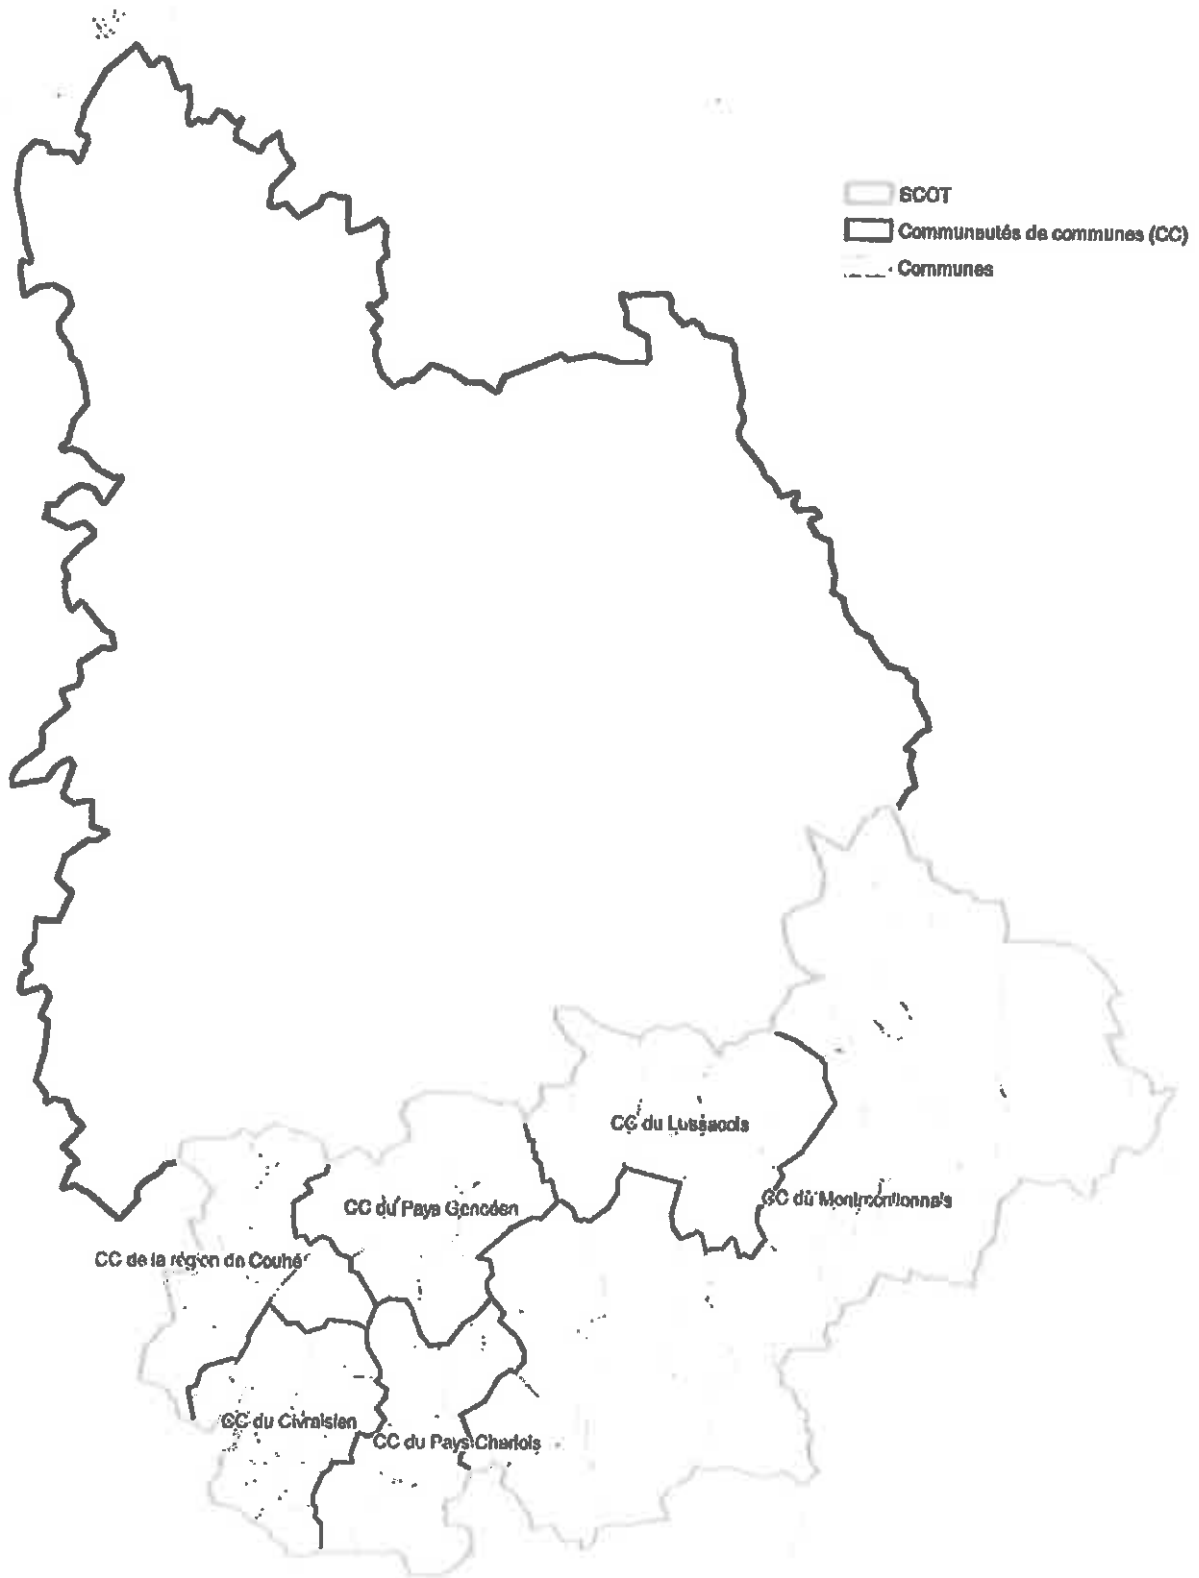 SCOT
Communautés de communes (CC)
Communes
CC du Lussacois
CC du Montmorillonnais
CC du Pays Gencéen
CC de la région de Couhé
CC du Civraisien
CC du Pays Charlois